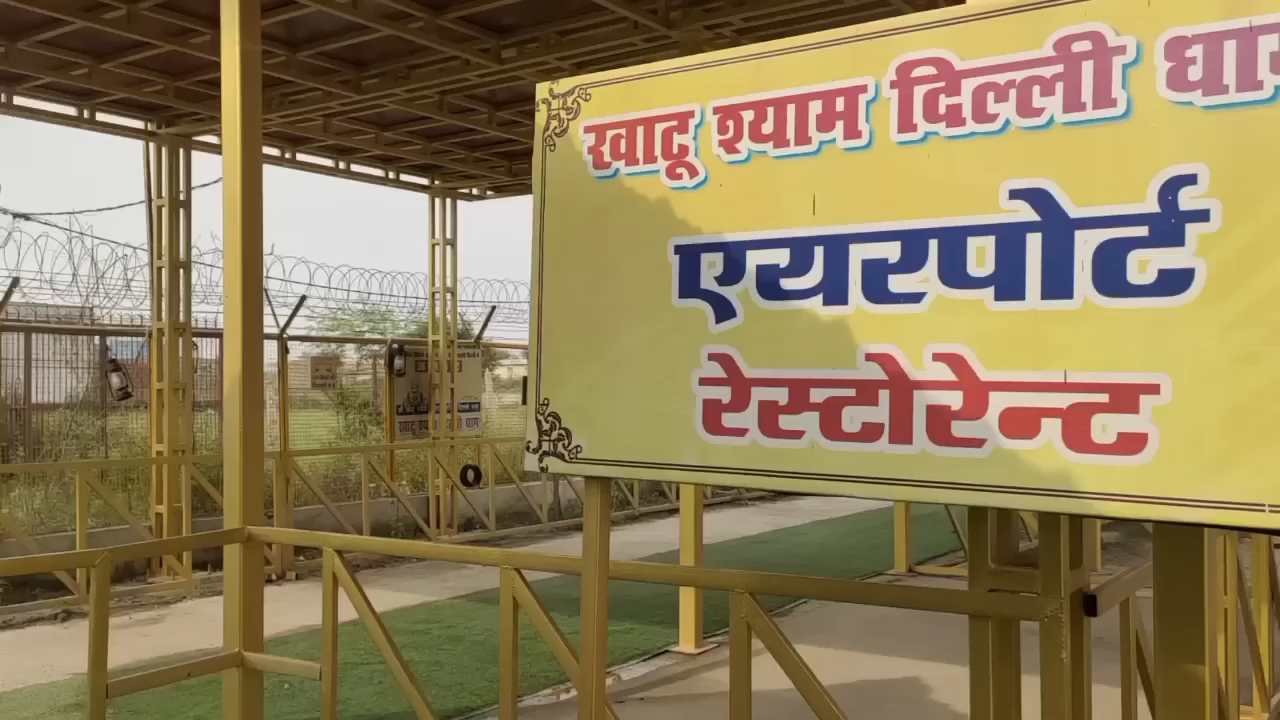 खाटू श्याम दिल्ली धा
एयरपोर्ट
रेस्टोरेन्ट
खाटू श्याम दिल्ली धाम